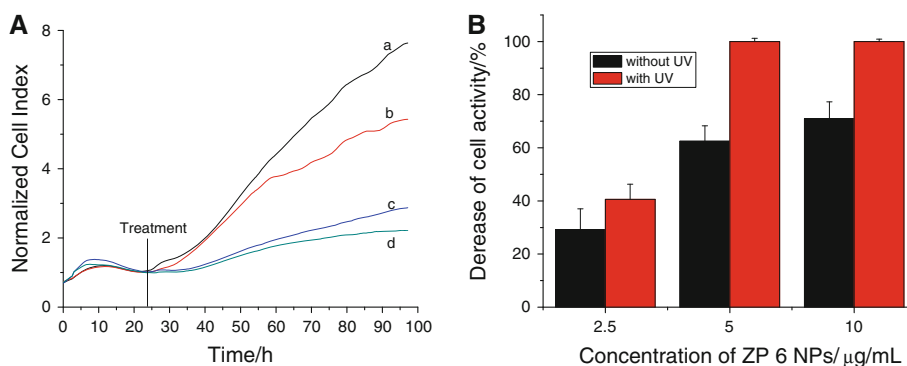 A
Normalized Cell Index
8
6
4
2
0
a
b
c
d
Treatment
0 10 20 30 40 50 60 70 80 90 100
Time/h
B
Derease of cell activity/%
100
80
60
40
20
0
without UV
with UV
2.5 5 10
Concentration of ZP 6 NPs/ μg/mL